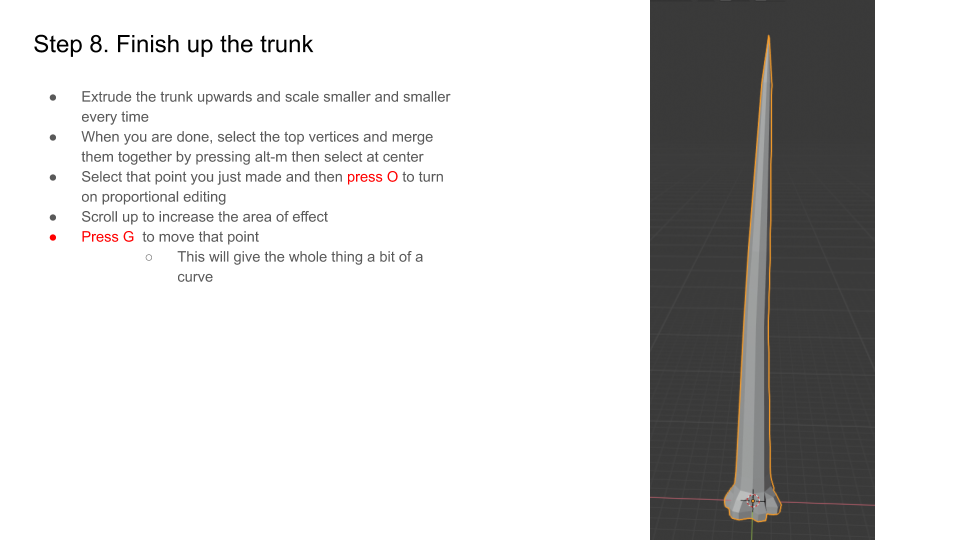 Step 8. Finish up the trunk
● Extrude the trunk upwards and scale smaller and smaller
every time
● When you are done, select the top vertices and merge
them together by pressing alt-m then select at center
● Select that point you just made and then press O to turn
on proportional editing
● Scroll up to increase the area of effect
● Press G  to move that point
○ This will give the whole thing a bit of a
curve